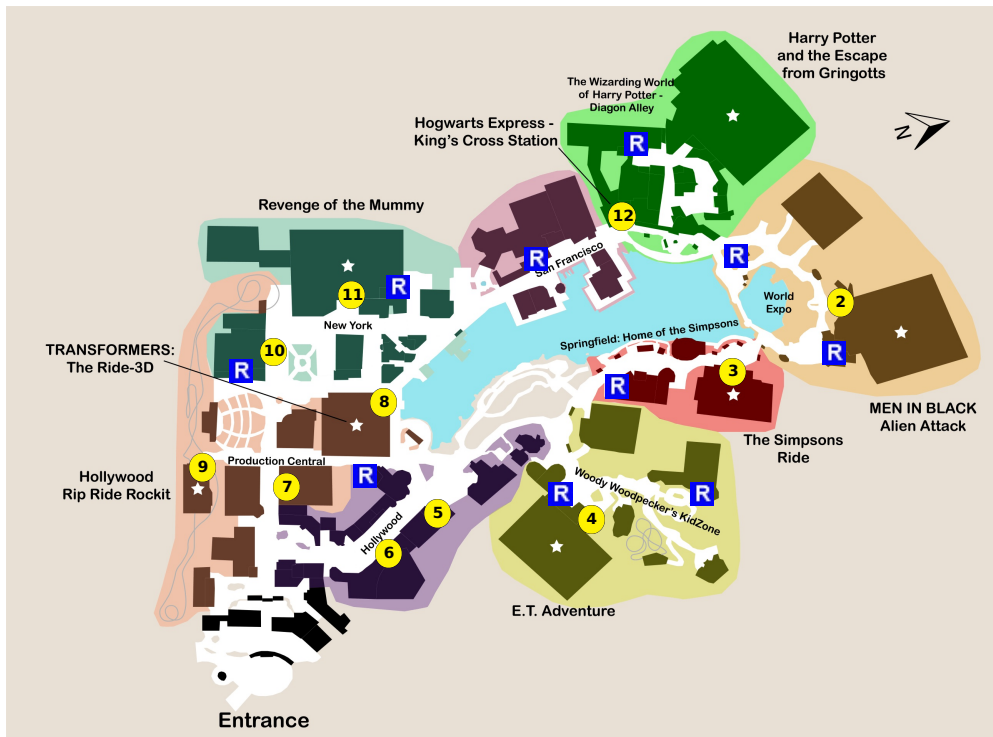 Harry Potter
and the Escape
from Gringotts
The Wizarding World
of Harry Potter -
Diagon Alley
Hogwarts Express -
King's Cross Station
N
R
12
Revenge of the Mummy
R
San Francisco
R
R
11
World
Expo
2
New York
Springfield: Home of the Simpsons
TRANSFORMERS:
The Ride-3D
10
R
R
3
R
8
MEN IN BLACK
Alien Attack
The Simpsons
Ride
Production Central
9
Hollywood
Rip Ride Rockit
7
R
Woody Woodpecker's KidZone
R
R
5
4
Hollywood
6
E.T. Adventure
Entrance